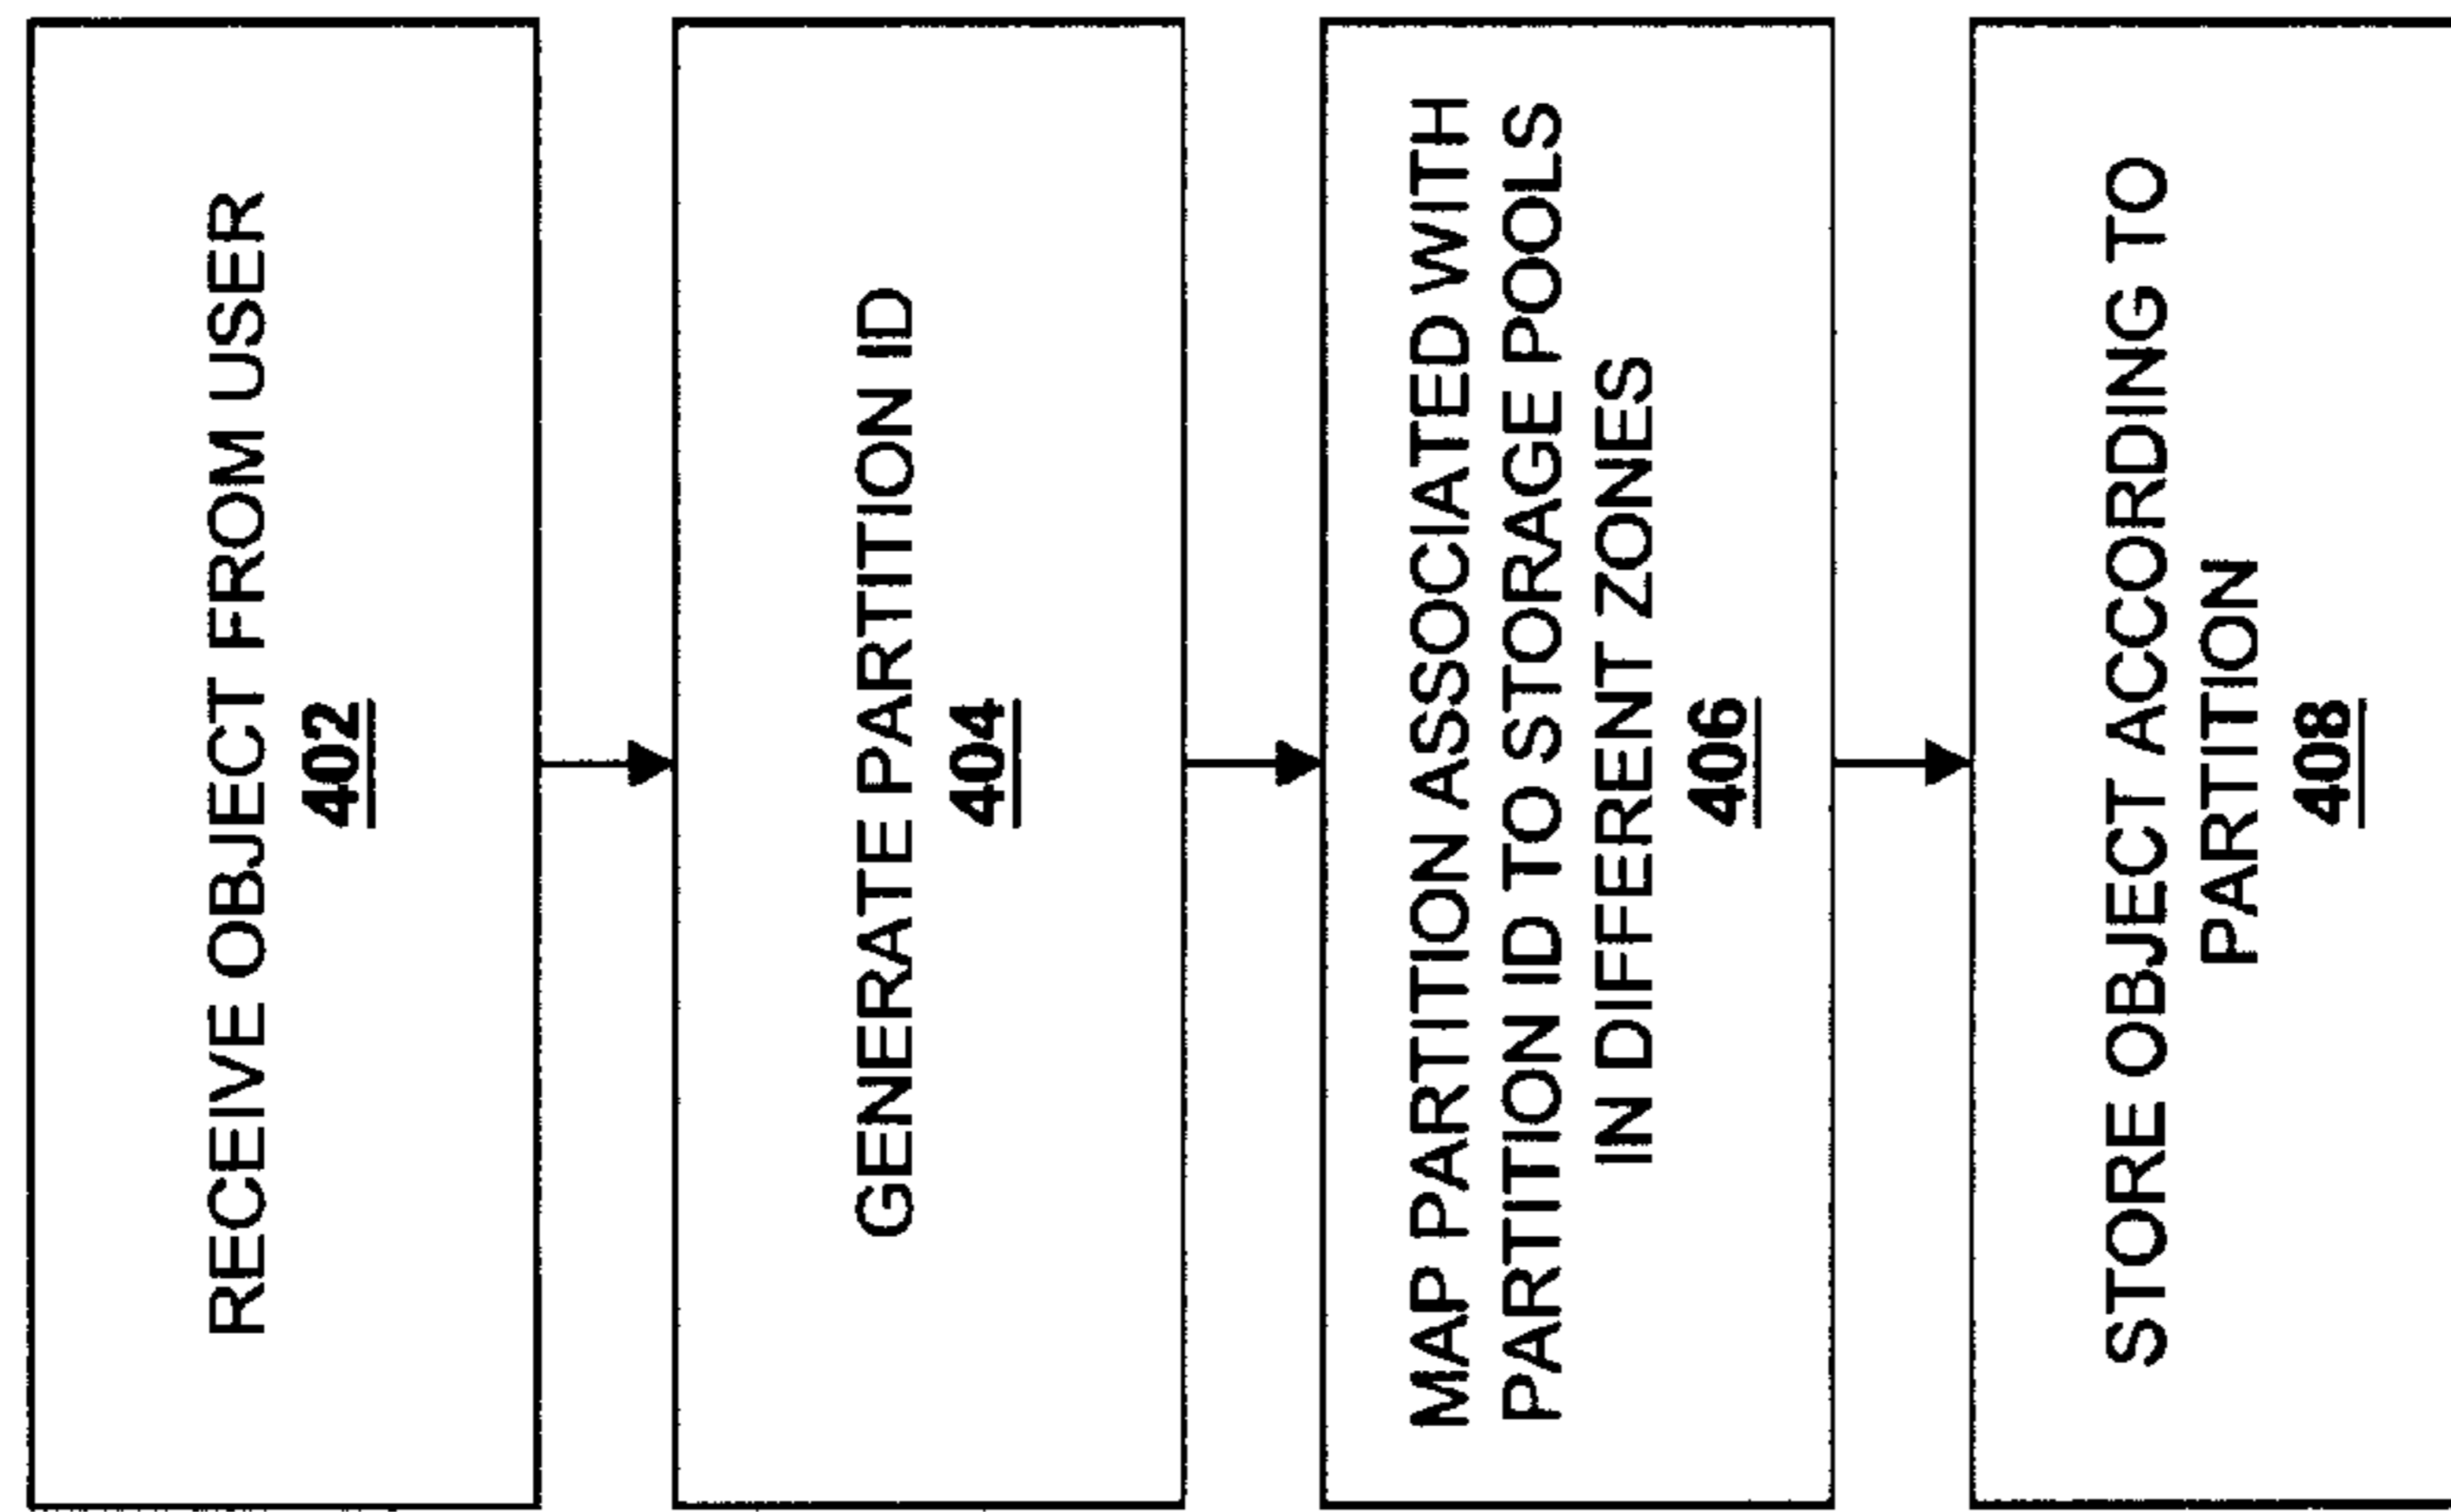 RECEIVE OBJECT FROM USER
402
GENERATE PARTITION ID
404
MAP PARTITION ASSOCIATED WITH
PARTITION ID TO STORAGE POOLS
IN DIFFERENT ZONES
406
STORE OBJECT ACCORDING TO
PARTITION
408